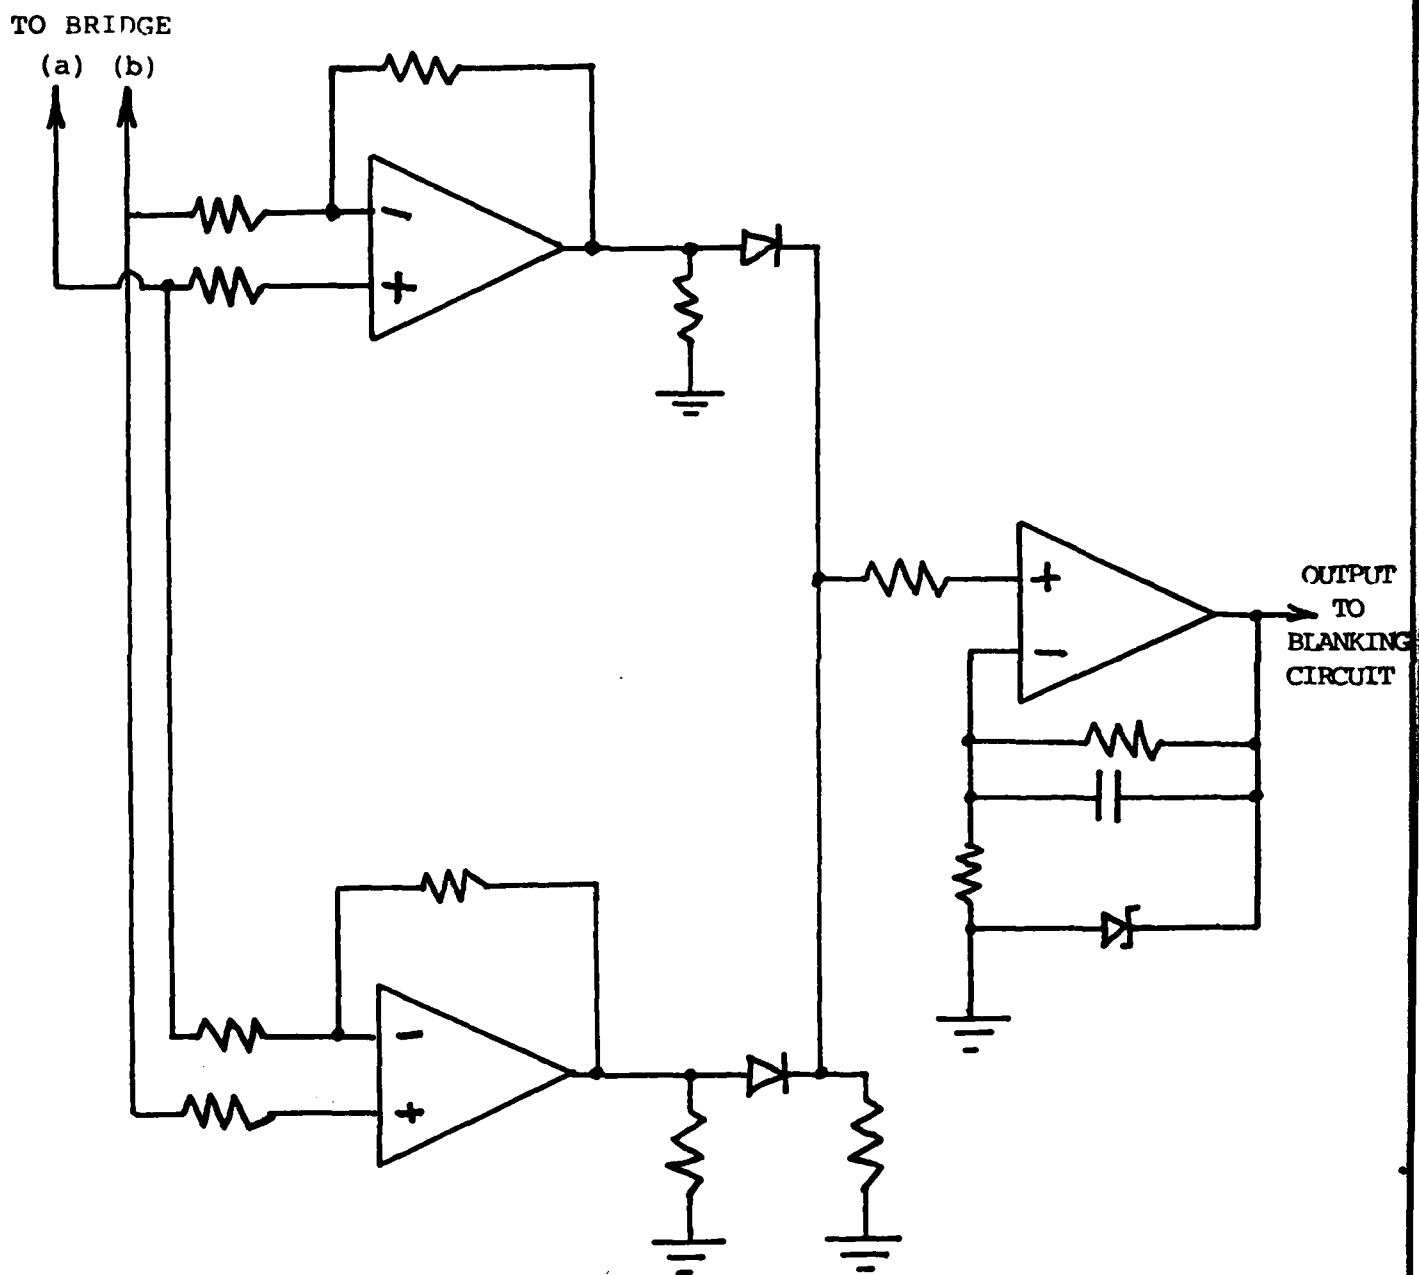 TO BRIDGE
(a) (b)
−
+
+
−
−
+
OUTPUT
TO
BLANKING
CIRCUIT